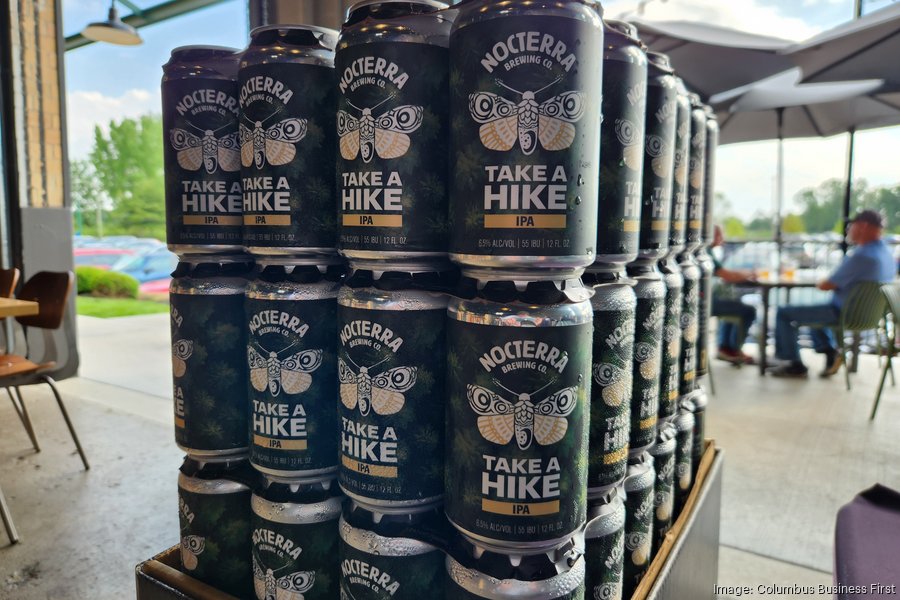 NOCTERRA
BREWING CO.
TAKE A
HIKE
IPA
NOCTERRA
BREWING CO.
TAKE A
HIKE
IPA
NOCTERRA
BREWING CO.
TAKE A
HIKE
IPA
NOCTERRA
BREWING CO.
TAKE A
HIKE
IPA
6.5% ALC/VOL | 55 IBU | 12 FL. OZ.
NOCTERRA
BREWING CO.
TAKE A
HIKE
IPA
NOCTERRA
BREWING CO.
TAKE A
HIKE
IPA
NOCTERRA
BREWING CO.
TAKE A
HIKE
IPA
6.5% ALC/VOL | 55 IBU | 12 FL. OZ.
NOCTERRA
BREWING CO.
NOCTERRA
Image: Columbus Business First